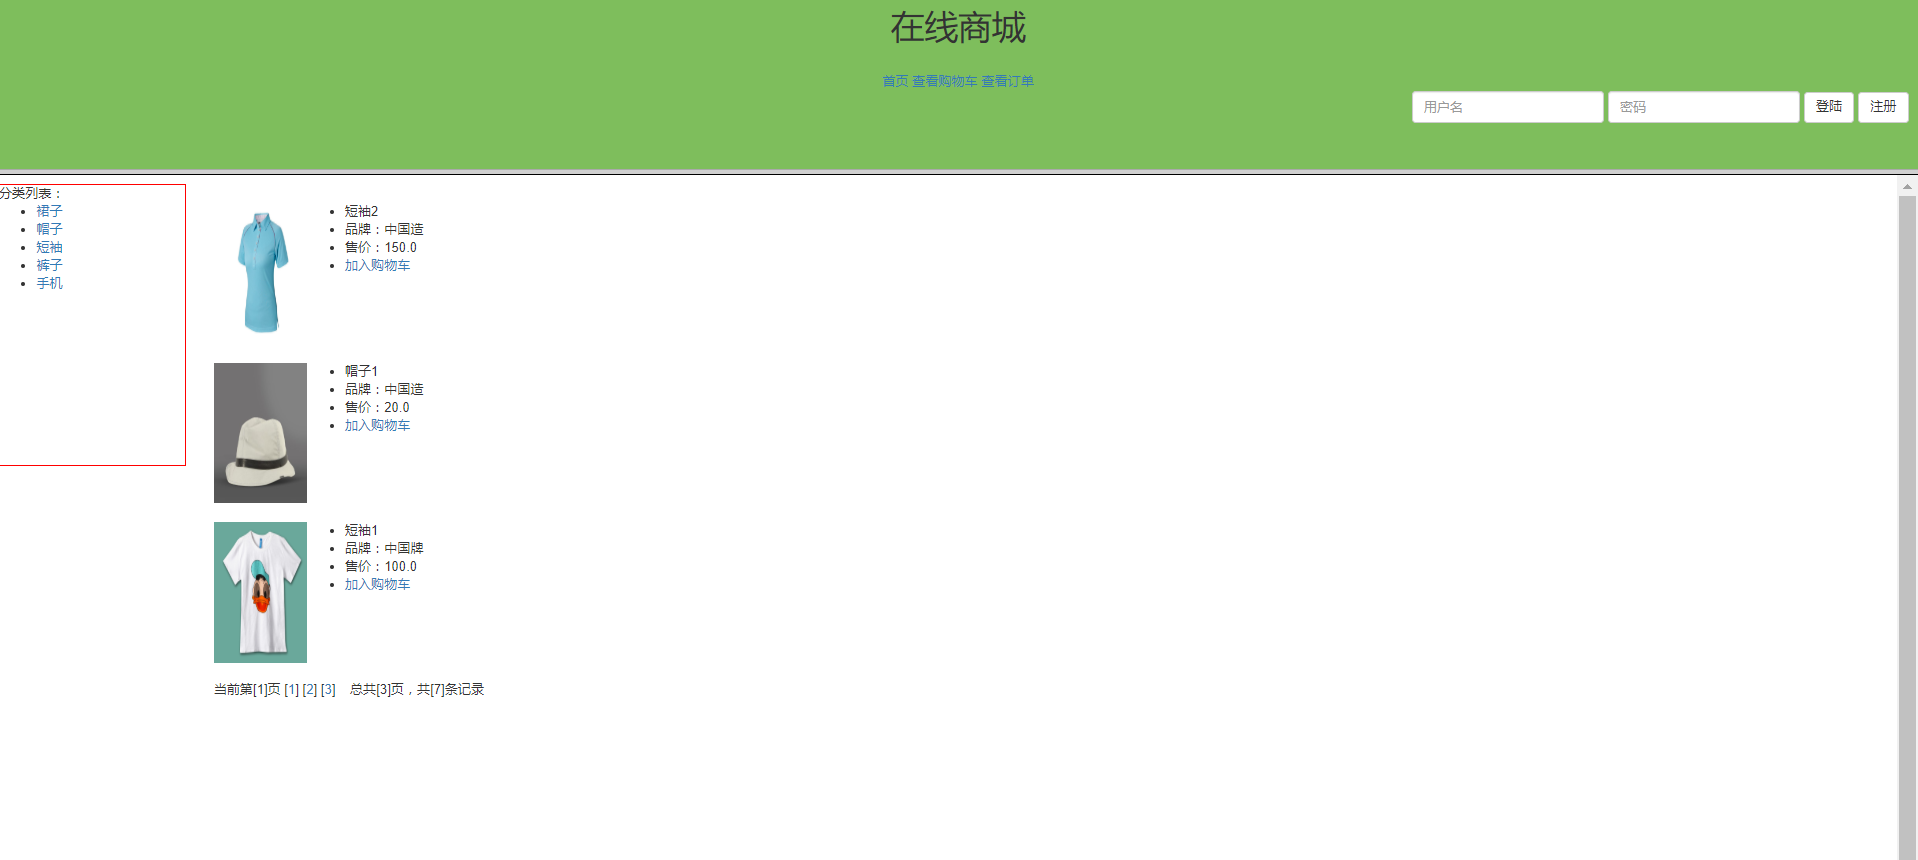 在线商城
首页 查看购物车 查看订单
用户名 密码 登陆 注册
分类列表：
裙子
帽子
短袖
裤子
手机
短袖2
品牌：中国造
售价：150.0
加入购物车
帽子1
品牌：中国造
售价：20.0
加入购物车
短袖1
品牌：中国牌
售价：100.0
加入购物车
当前第[1]页 [1] [2] [3] 总共[3]页，共[7]条记录